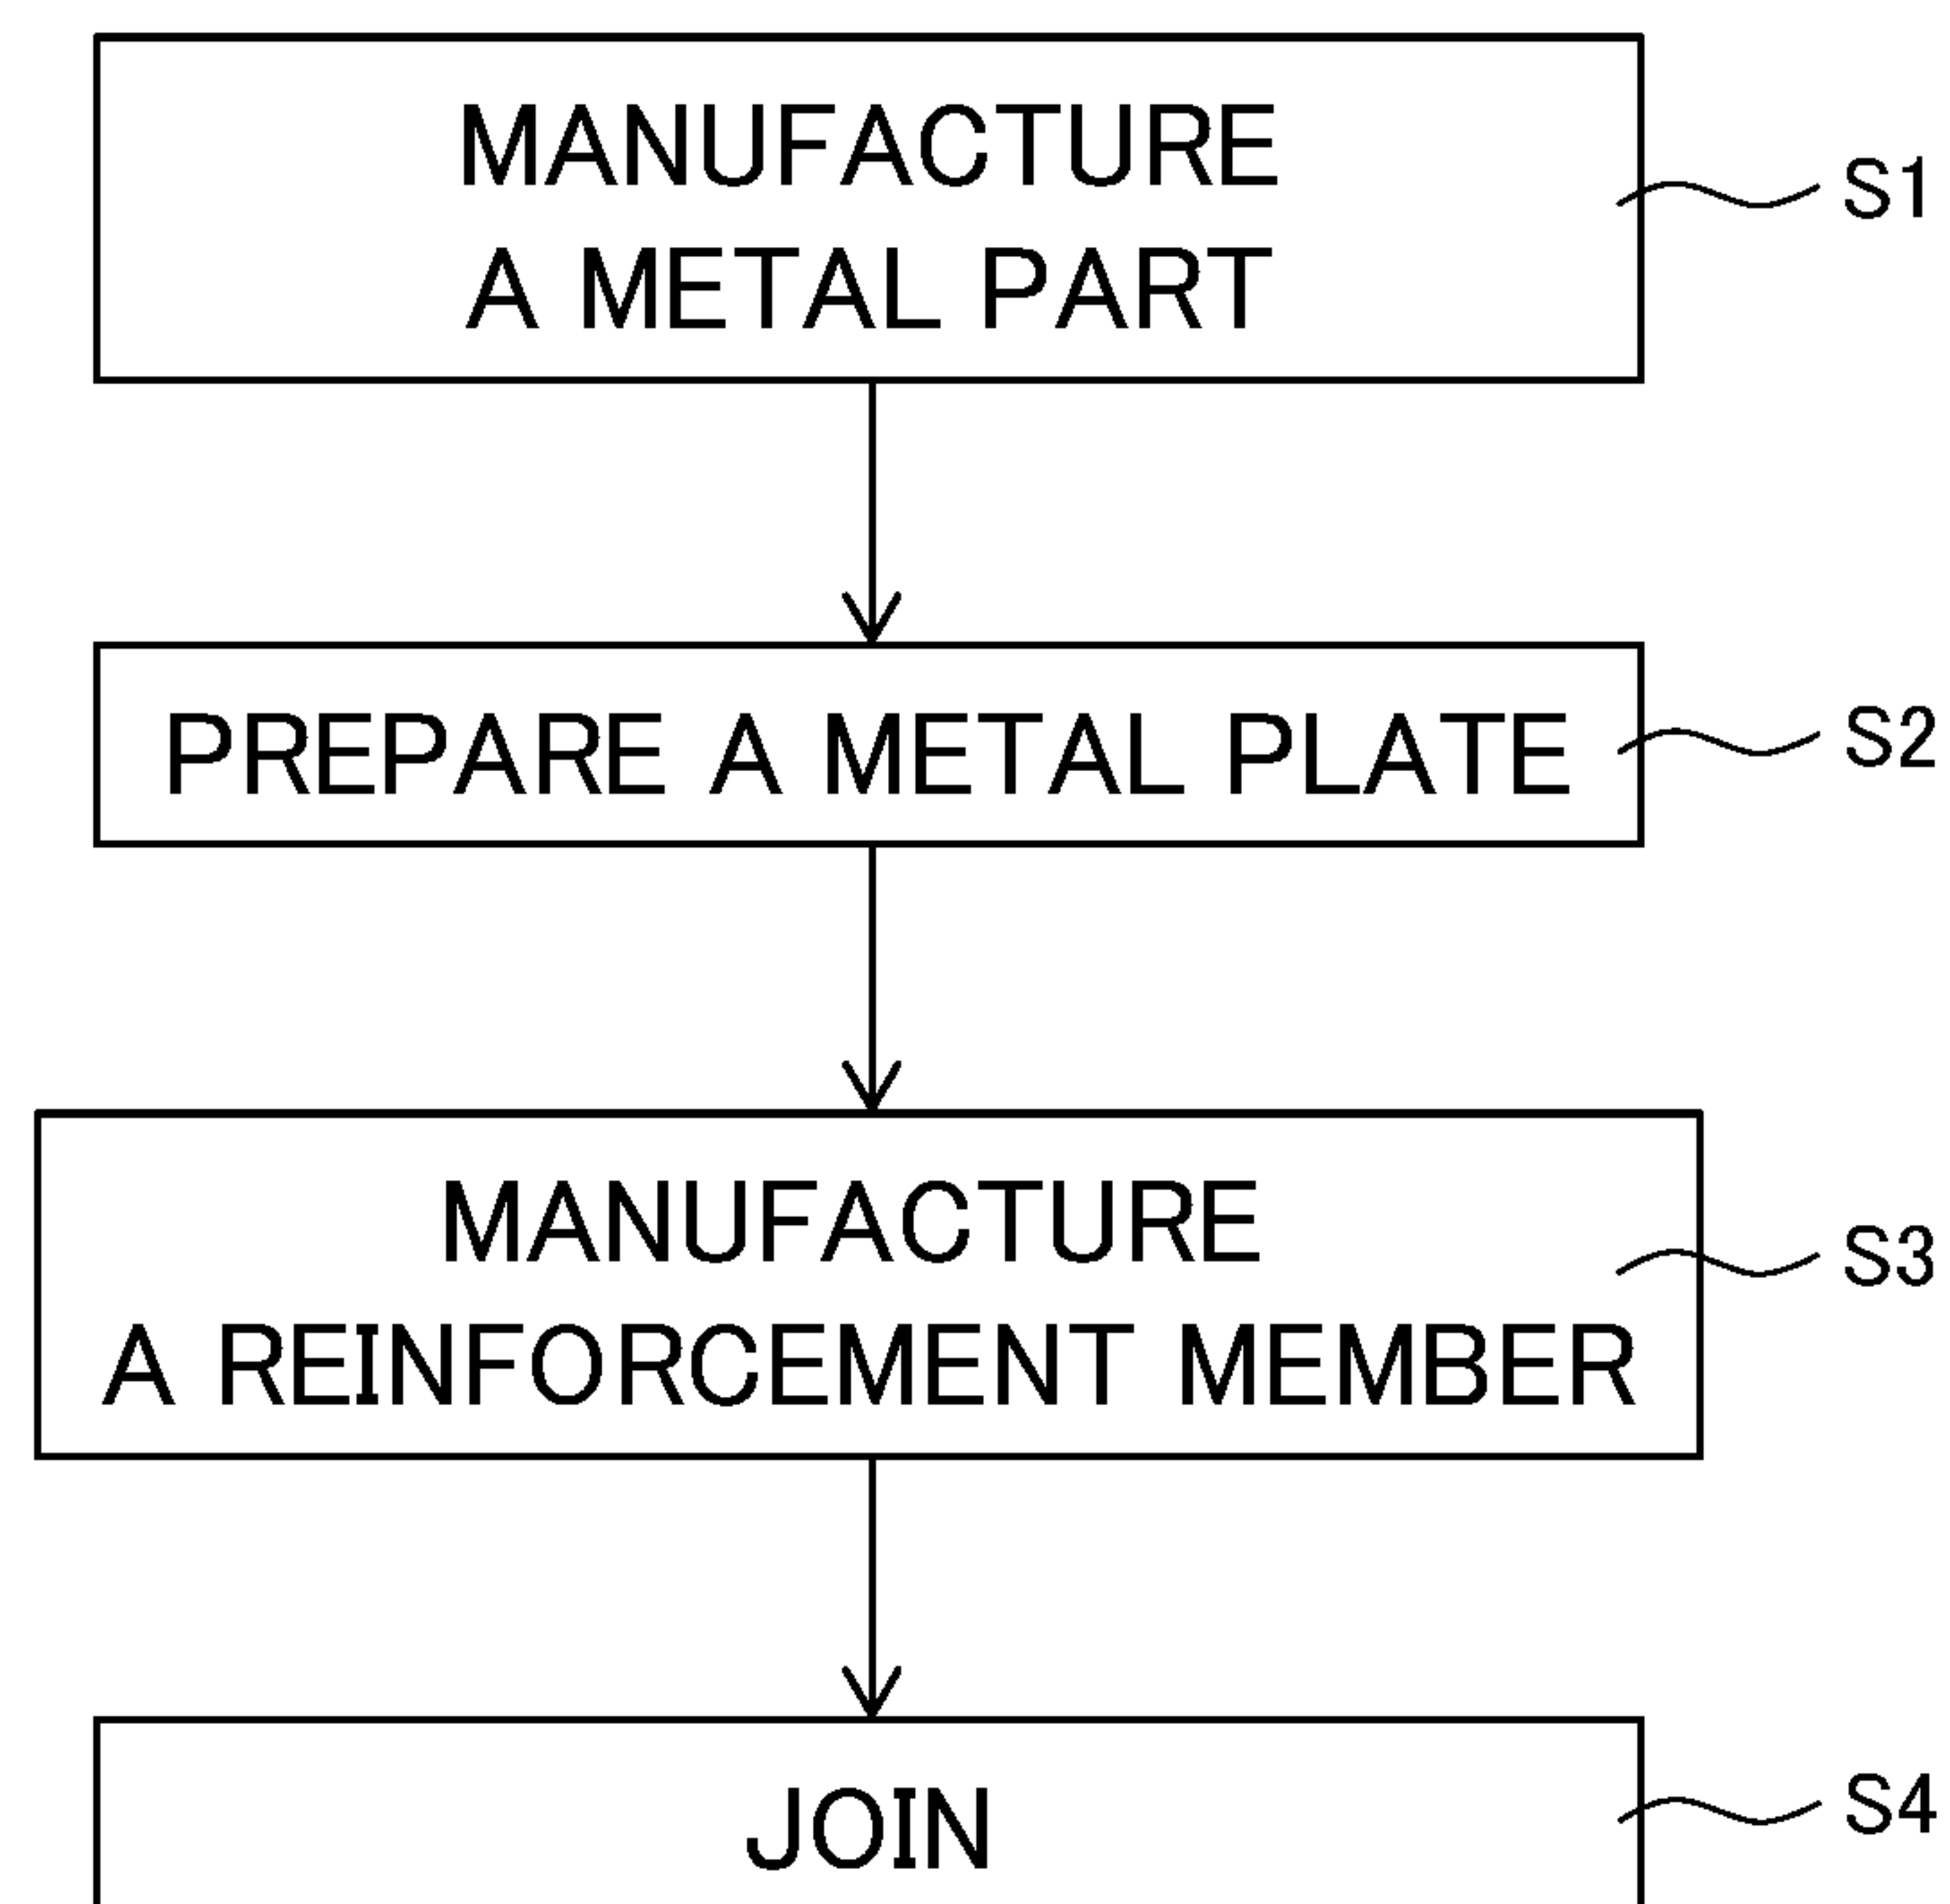 MANUFACTURE
A METAL PART
S1
PREPARE A METAL PLATE
S2
MANUFACTURE
A REINFORCEMENT MEMBER
S3
JOIN
S4